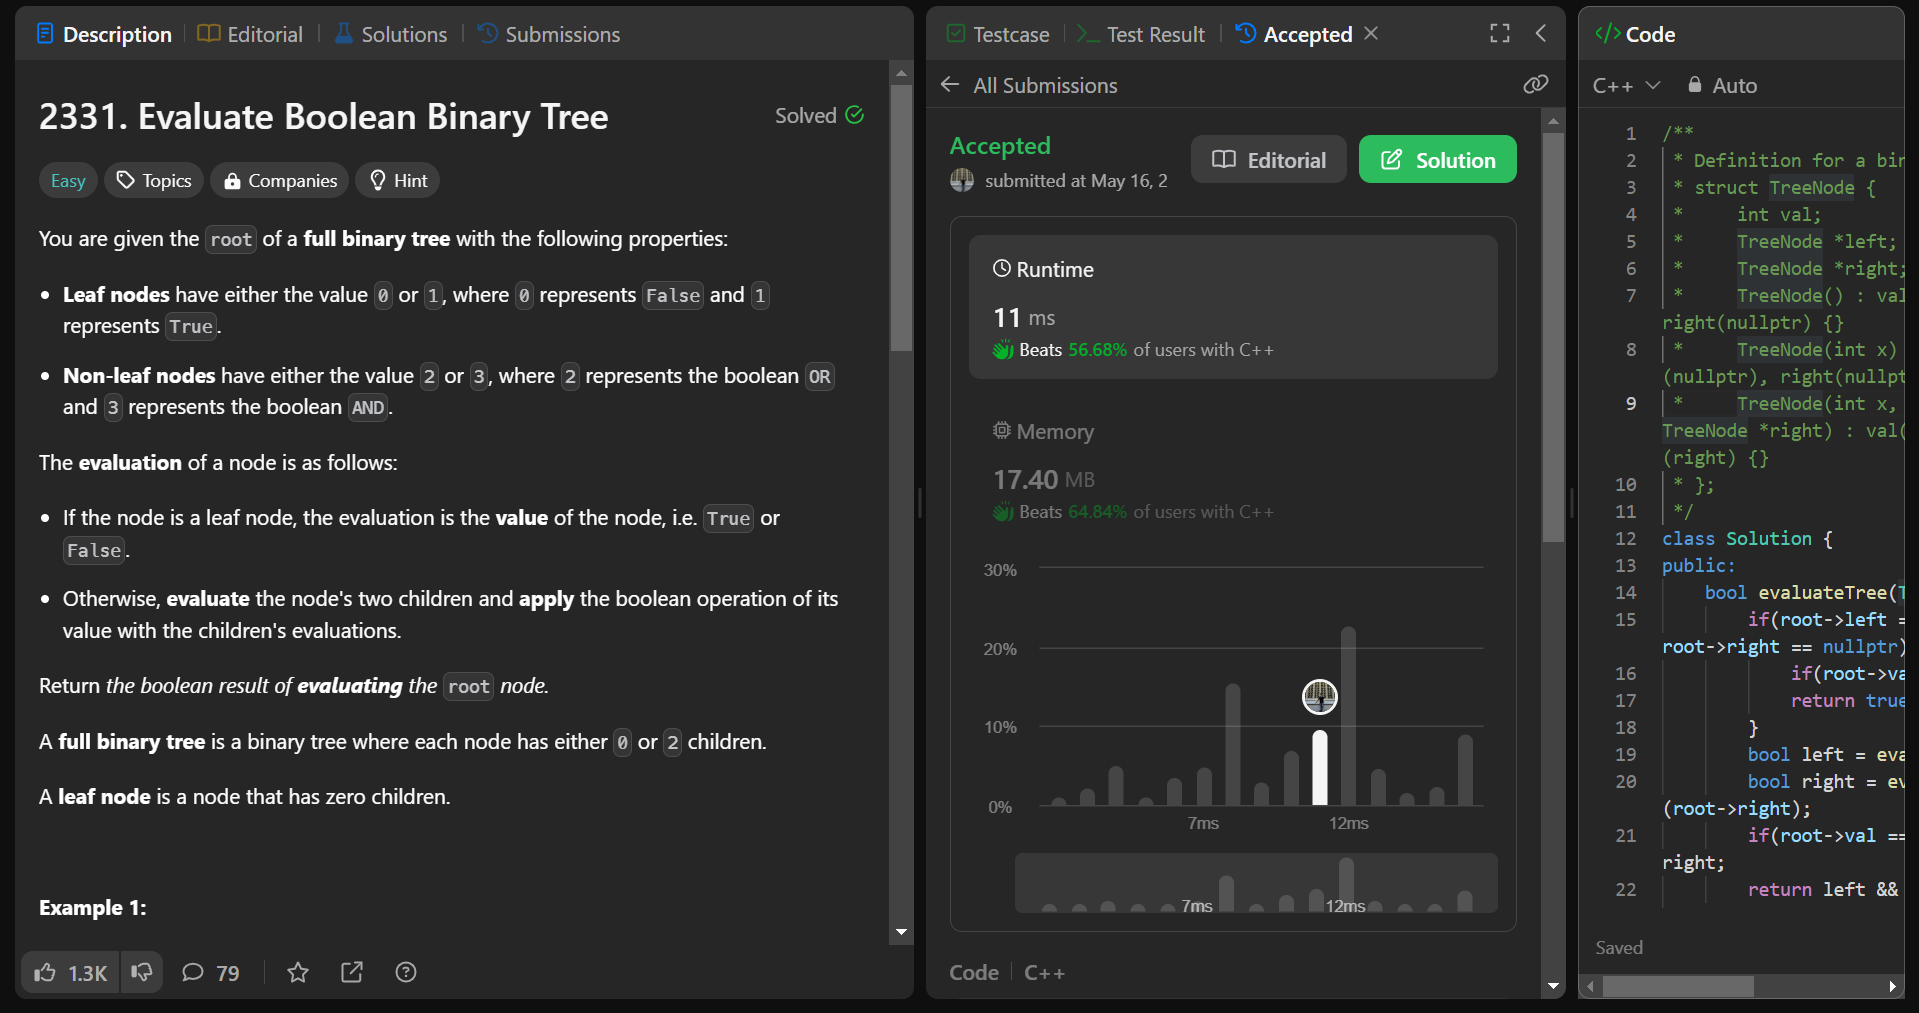 Description
Editorial
Solutions
Submissions
2331. Evaluate Boolean Binary Tree
Solved
Easy
Topics
Companies
Hint
You are given the root of a full binary tree with the following properties:
• Leaf nodes have either the value 0 or 1, where 0 represents False and 1
represents True.
• Non-leaf nodes have either the value 2 or 3, where 2 represents the boolean OR
and 3 represents the boolean AND.
The evaluation of a node is as follows:
• If the node is a leaf node, the evaluation is the value of the node, i.e. True or
False.
• Otherwise, evaluate the node's two children and apply the boolean operation of its
value with the children's evaluations.
Return the boolean result of evaluating the root node.
A full binary tree is a binary tree where each node has either 0 or 2 children.
A leaf node is a node that has zero children.
Example 1:
1.3K
79
Testcase
Test Result
Accepted
All Submissions
Accepted
submitted at May 16, 2
Editorial
Solution
Runtime
11 ms
Beats 56.68% of users with C++
Memory
17.40 MB
Beats 64.84% of users with C++
30%
20%
10%
0%
7ms
12ms
7ms
12ms
Code
C++
</> Code
C++
Auto
1 /**
2 * Definition for a bin
3 * struct TreeNode {
4 * int val;
5 * TreeNode *left;
6 * TreeNode *right;
7 * TreeNode() : val
right(nullptr) {}
8 * TreeNode(int x)
(nullptr), right(nullpt
9 * TreeNode(int x,
TreeNode *right) : val(
(right) {}
10 * };
11 */
12 class Solution {
13 public:
14 bool evaluateTree(T
15 if(root->left =
root->right == nullptr)
16 if(root->va
17 return true
18 }
19 bool left = eva
20 bool right = ev
(root->right);
21 if(root->val ==
right;
22 return left &&
Saved